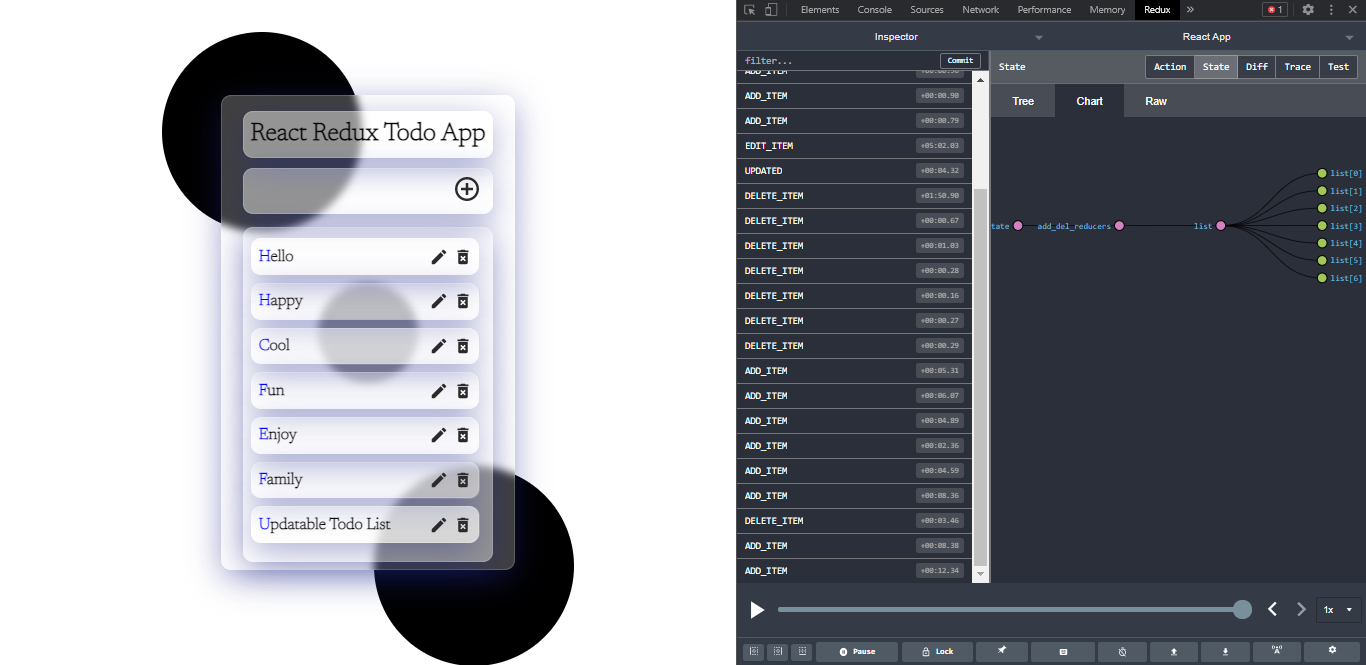 React Redux Todo App
Hello
Happy
Cool
Fun
Enjoy
Family
Updatable Todo List
Elements Console Sources Network Performance Memory Redux » 1
Inspector React App
filter... Commit
State Action State Diff Trace Test
Tree Chart Raw
ADD_ITEM
ADD_ITEM +00:00.90
ADD_ITEM +00:00.79
EDIT_ITEM +05:02.03
UPDATED +00:04.32
DELETE_ITEM +01:50.90
DELETE_ITEM +00:00.67
DELETE_ITEM +00:01.03
DELETE_ITEM +00:00.28
DELETE_ITEM +00:00.16
DELETE_ITEM +00:00.27
DELETE_ITEM +00:00.29
ADD_ITEM +00:05.31
ADD_ITEM +00:06.07
ADD_ITEM +00:04.89
ADD_ITEM +00:02.36
ADD_ITEM +00:04.59
ADD_ITEM +00:08.36
DELETE_ITEM +00:03.46
ADD_ITEM +00:08.38
ADD_ITEM +00:12.34
tate add_del_reducers list
list[0]
list[1]
list[2]
list[3]
list[4]
list[5]
list[6]
1x
Pause Lock